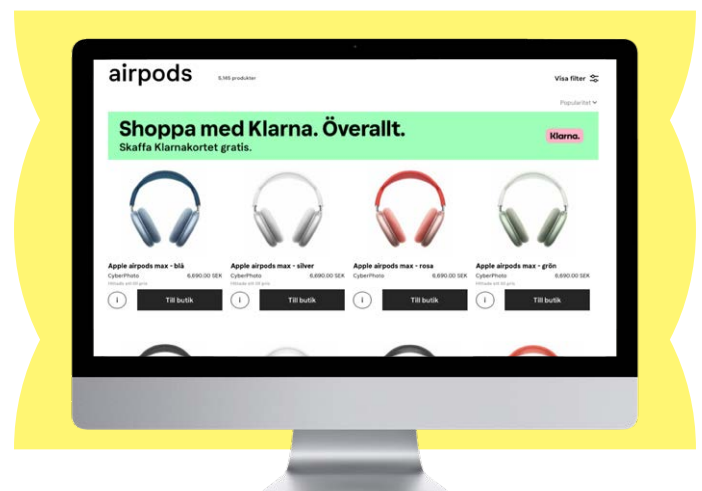 airpods
5,195 produkter
Visa filter
Popularitet
Shoppa med Klarna. Överallt.
Skaffa Klarnakortet gratis.
Klarna.
Apple airpods max - blå
Apple airpods max - silver
Apple airpods max - rosa
Apple airpods max - grön
CyberPhoto 6,690.00 SEK
CyberPhoto 6,690.00 SEK
CyberPhoto 6,690.00 SEK
CyberPhoto 6,690.00 SEK
i Till butik
i Till butik
i Till butik
i Till butik